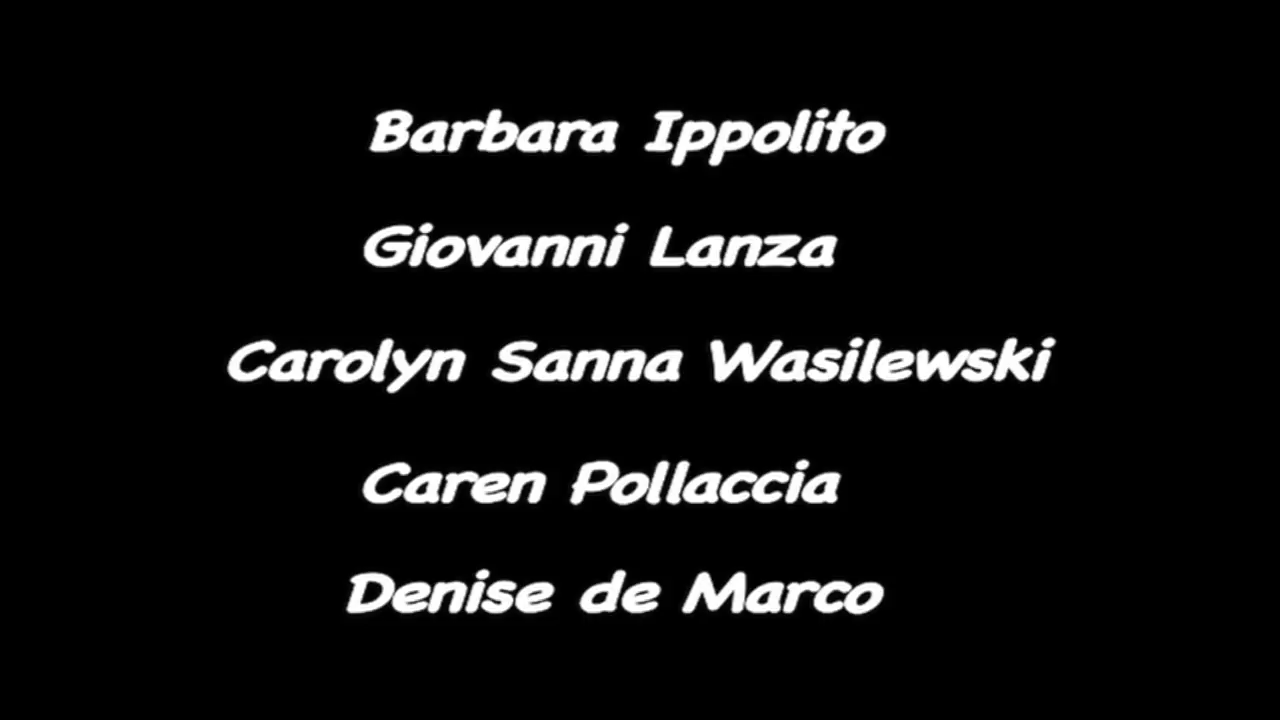 Barbara Ippolito
Giovanni Lanza
Carolyn Sanna Wasilewski
Caren Pollaccia
Denise de Marco